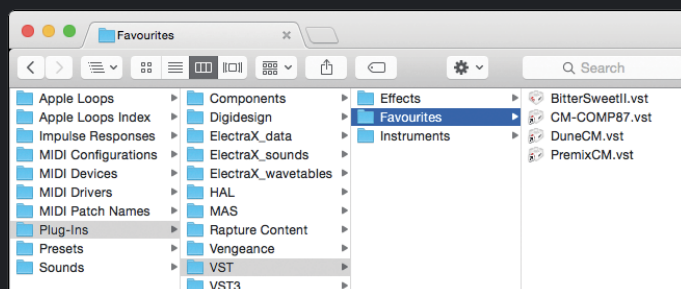 Favourites
Search
Apple Loops
Apple Loops Index
Impulse Responses
MIDI Configurations
MIDI Devices
MIDI Drivers
MIDI Patch Names
Plug-Ins
Presets
Sounds
Components
Digidesign
ElectraX_data
ElectraX_sounds
ElectraX_wavetables
HAL
MAS
Rapture Content
Vengeance
VST
VST3
Effects
Favourites
Instruments
BitterSweetII.vst
CM-COMP87.vst
DuneCM.vst
PremixCM.vst